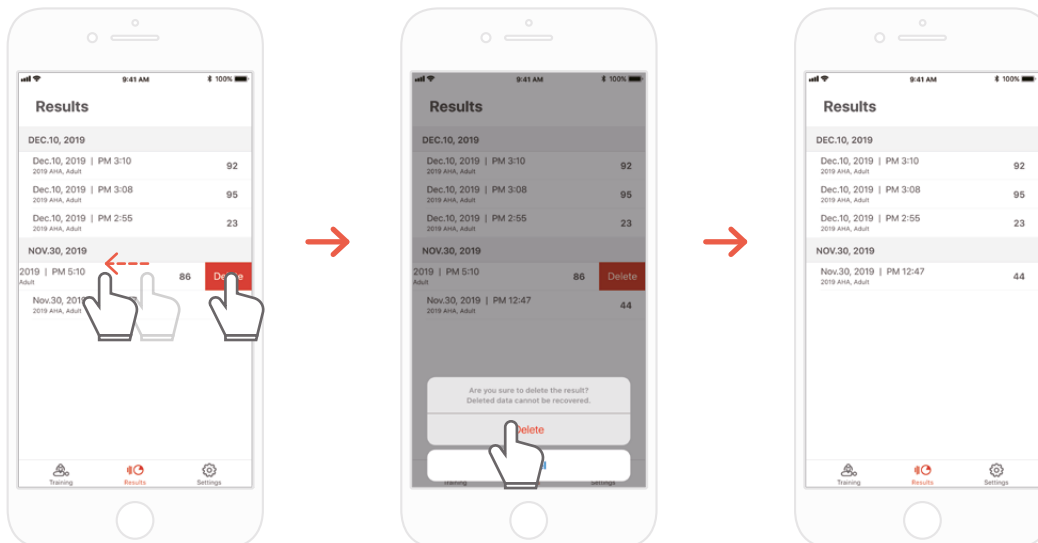 9:41 AM 100%
Results
DEC.10, 2019
Dec.10, 2019 | PM 3:10
2019 AHA, Adult
92
Dec.10, 2019 | PM 3:08
2019 AHA, Adult
95
Dec.10, 2019 | PM 2:55
2019 AHA, Adult
23
NOV.30, 2019
2019 | PM 5:10
Adult
86
Nov.30,
2019 AHA, Adult
Training Results Settings
9:41 AM 100%
Results
DEC.10, 2019
Dec.10, 2019 | PM 3:10
2019 AHA, Adult
92
Dec.10, 2019 | PM 3:08
2019 AHA, Adult
95
Dec.10, 2019 | PM 2:55
2019 AHA, Adult
23
NOV.30, 2019
2019 | PM 5:10
Adult
86 Delete
Nov.30, 2019 | PM 12:47
2019 AHA, Adult
44
Are you sure to delete the result?
Deleted data cannot be recovered.
Delete
Training Settings
9:41 AM 100%
Results
DEC.10, 2019
Dec.10, 2019 | PM 3:10
2019 AHA, Adult
92
Dec.10, 2019 | PM 3:08
2019 AHA, Adult
95
Dec.10, 2019 | PM 2:55
2019 AHA, Adult
23
NOV.30, 2019
Nov.30, 2019 | PM 12:47
2019 AHA, Adult
44
Training Results Settings